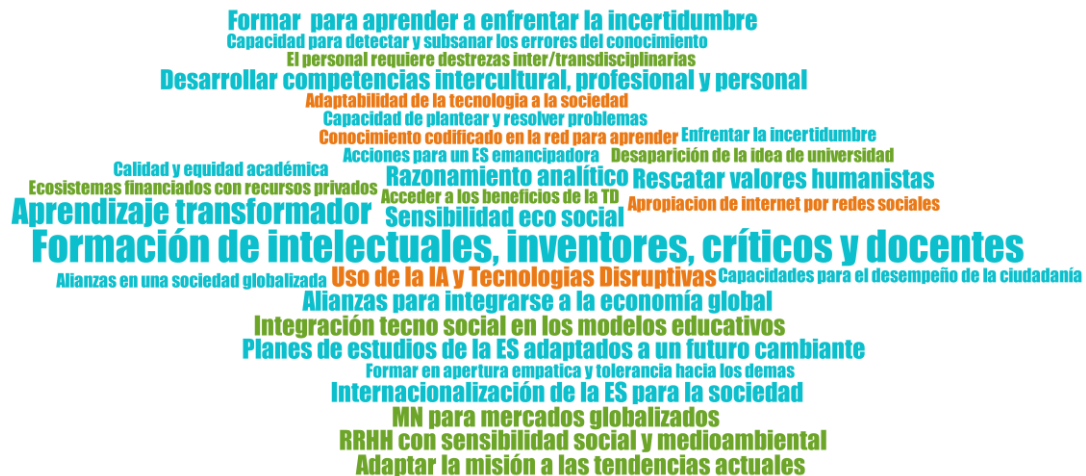 Formar para aprender a enfrentar la incertidumbre
Capacidad para detectar y subsanar los errores del conocimiento
El personal requiere destrezas inter/transdisciplinarias
Desarrollar competencias intercultural, profesional y personal
Adaptabilidad de la tecnologia a la sociedad
Capacidad de plantear y resolver problemas
Conocimiento codificado en la red para aprender
Enfrentar la incertidumbre
Acciones para un ES emancipadora
Desaparición de la idea de universidad
Calidad y equidad académica
Razonamiento analítico
Rescatar valores humanistas
Ecosistemas financiados con recursos privados
Acceder a los beneficios de la TD
Apropiacion de internet por redes sociales
Aprendizaje transformador
Sensibilidad eco social
Formación de intelectuales, inventores, críticos y docentes
Alianzas en una sociedad globalizada
Uso de la IA y Tecnologias Disruptivas
Capacidades para el desempeño de la ciudadanía
Alianzas para integrarse a la economía global
Integración tecno social en los modelos educativos
Planes de estudios de la ES adaptados a un futuro cambiante
Formar en apertura empatica y tolerancia hacia los demas
Internacionalización de la ES para la sociedad
MN para mercados globalizados
RRHH con sensibilidad social y medioambiental
Adaptar la misión a las tendencias actuales